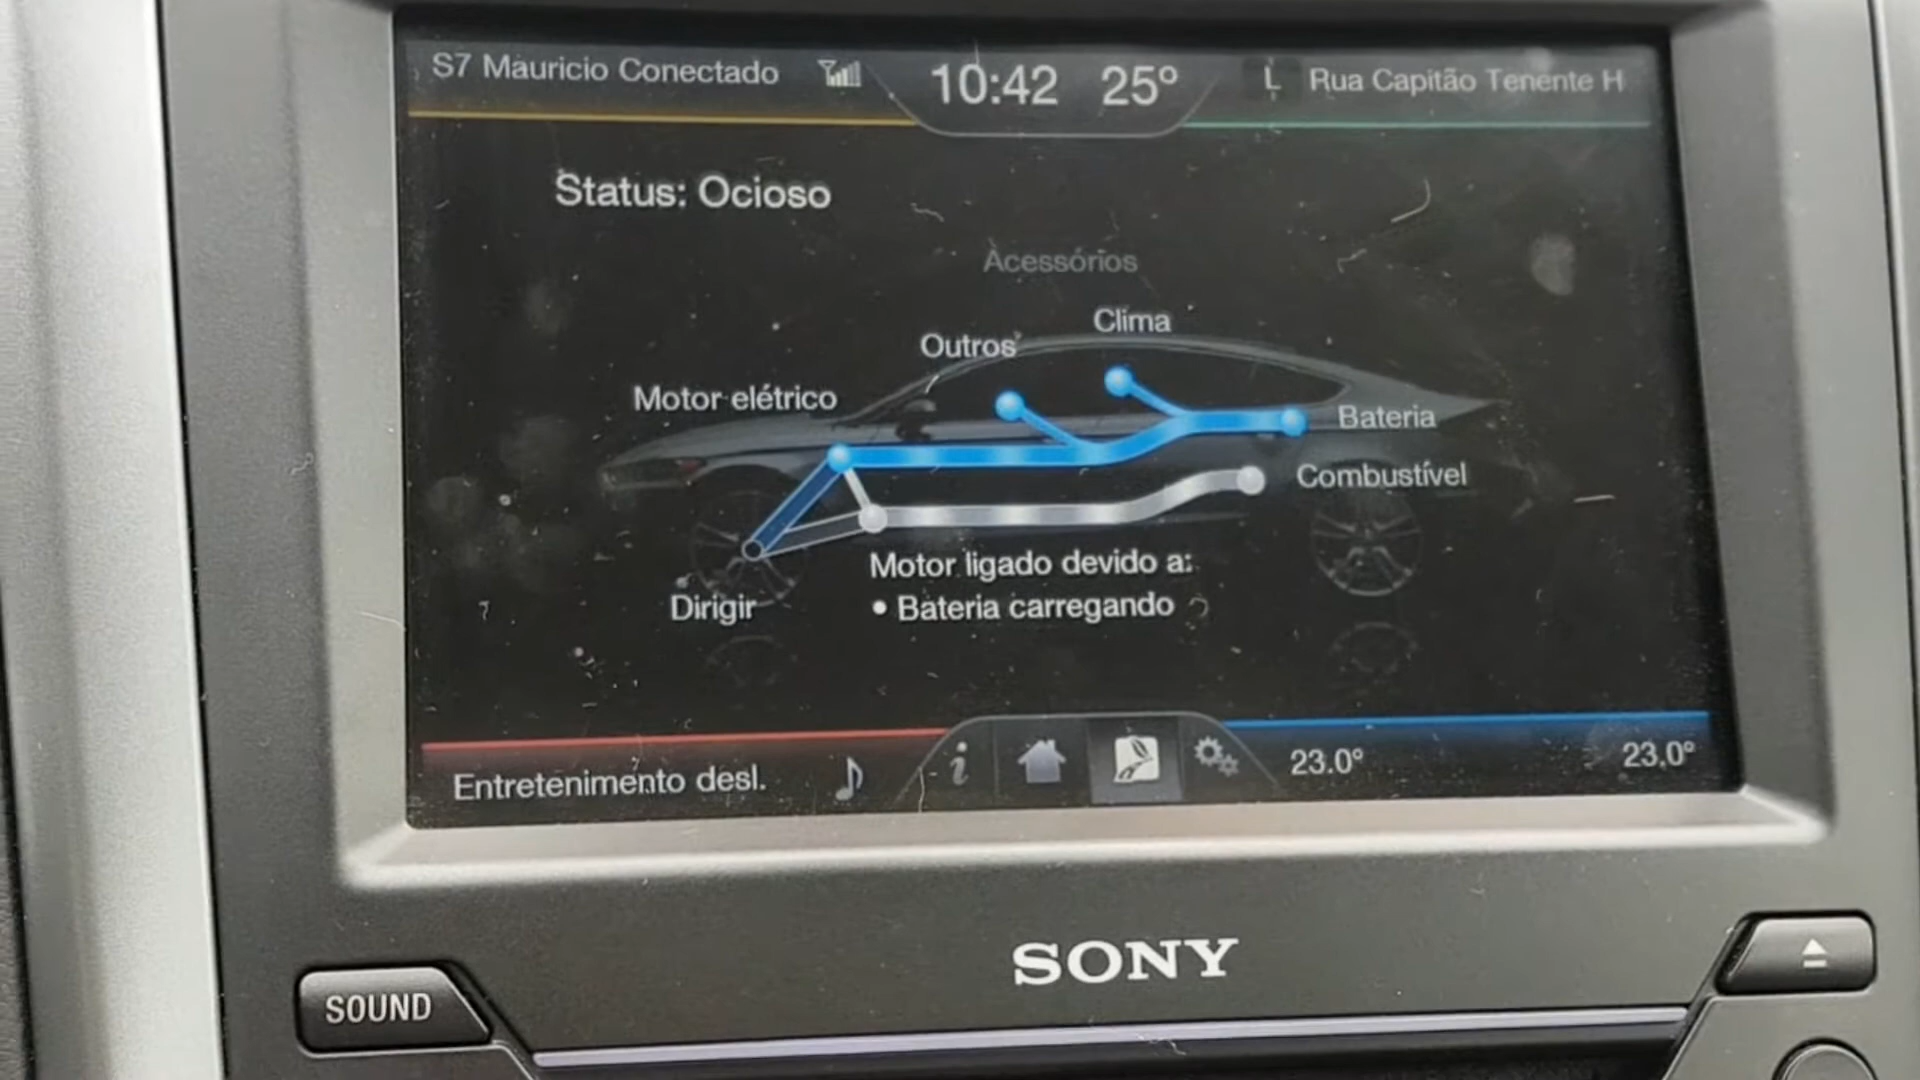 S7 Mauricio Conectado
10:42 25°
L Rua Capitão Tenente H
Status: Ocioso
Acessórios
Clima
Outros
Motor elétrico
Bateria
Combustível
Motor ligado devido a:
Dirigir
• Bateria carregando
Entretenimento desl.
23.0°
23.0°
SONY
SOUND